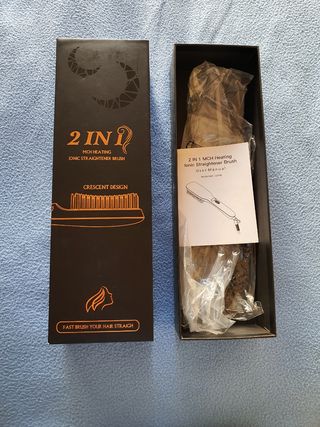 2 IN 1
MCH HEATING
IONIC STRAIGHTENER BRUSH
CRESCENT DESIGN
FAST BRUSH YOUR HAIR STRAIGH
2 IN 1 MCH Heating
Ionic Straightener Brush
User Manual